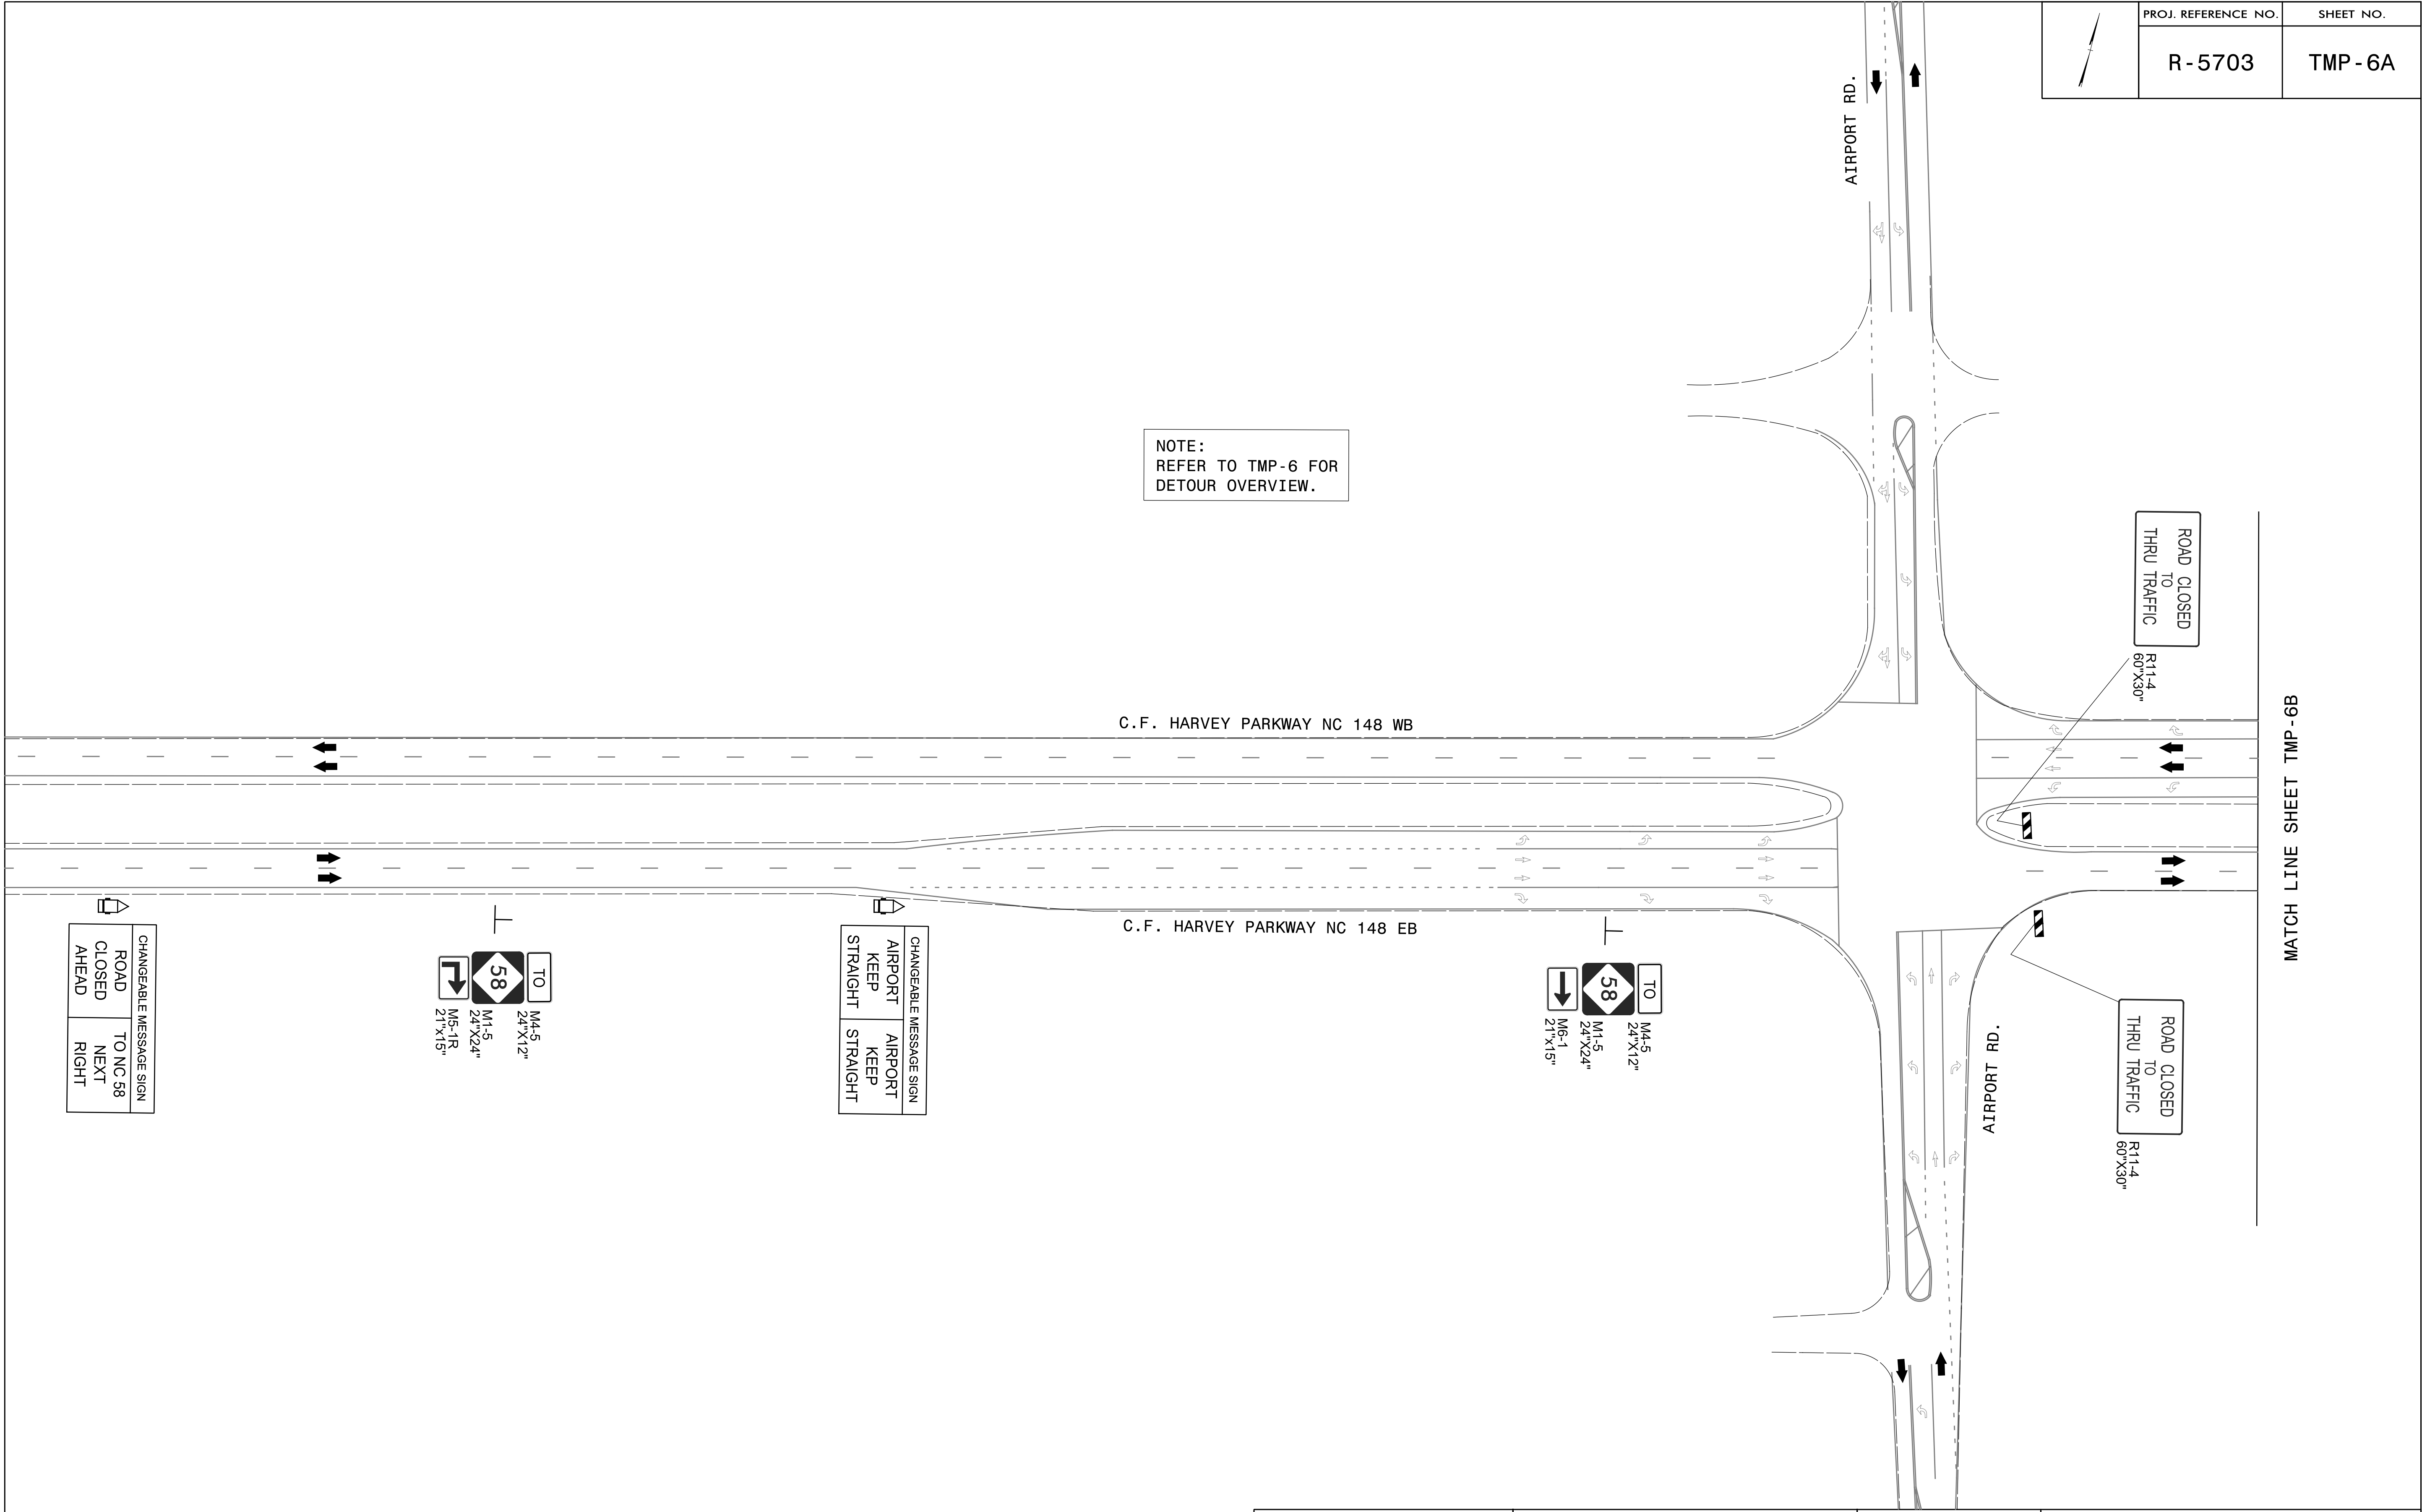 PROJ. REFERENCE NO.
SHEET NO.
R-5703
TMP-6A
AIRPORT RD.
NOTE:
REFER TO TMP-6 FOR
DETOUR OVERVIEW.
ROAD CLOSED
TO
THRU TRAFFIC
R11-4
60"X30"
MATCH LINE SHEET TMP-6B
C.F. HARVEY PARKWAY NC 148 WB
C.F. HARVEY PARKWAY NC 148 EB
CHANGEABLE MESSAGE SIGN
ROAD
CLOSED
AHEAD
TO NC 58
NEXT
RIGHT
TO
58
M4-5
24"X12"
M1-5
24"X24"
M5-1R
21"x15"
CHANGEABLE MESSAGE SIGN
AIRPORT
KEEP
STRAIGHT
AIRPORT
KEEP
STRAIGHT
TO
58
M4-5
24"X12"
M1-5
24"X24"
M6-1
21"x15"
AIRPORT RD.
ROAD CLOSED
TO
THRU TRAFFIC
R11-4
60"X30"